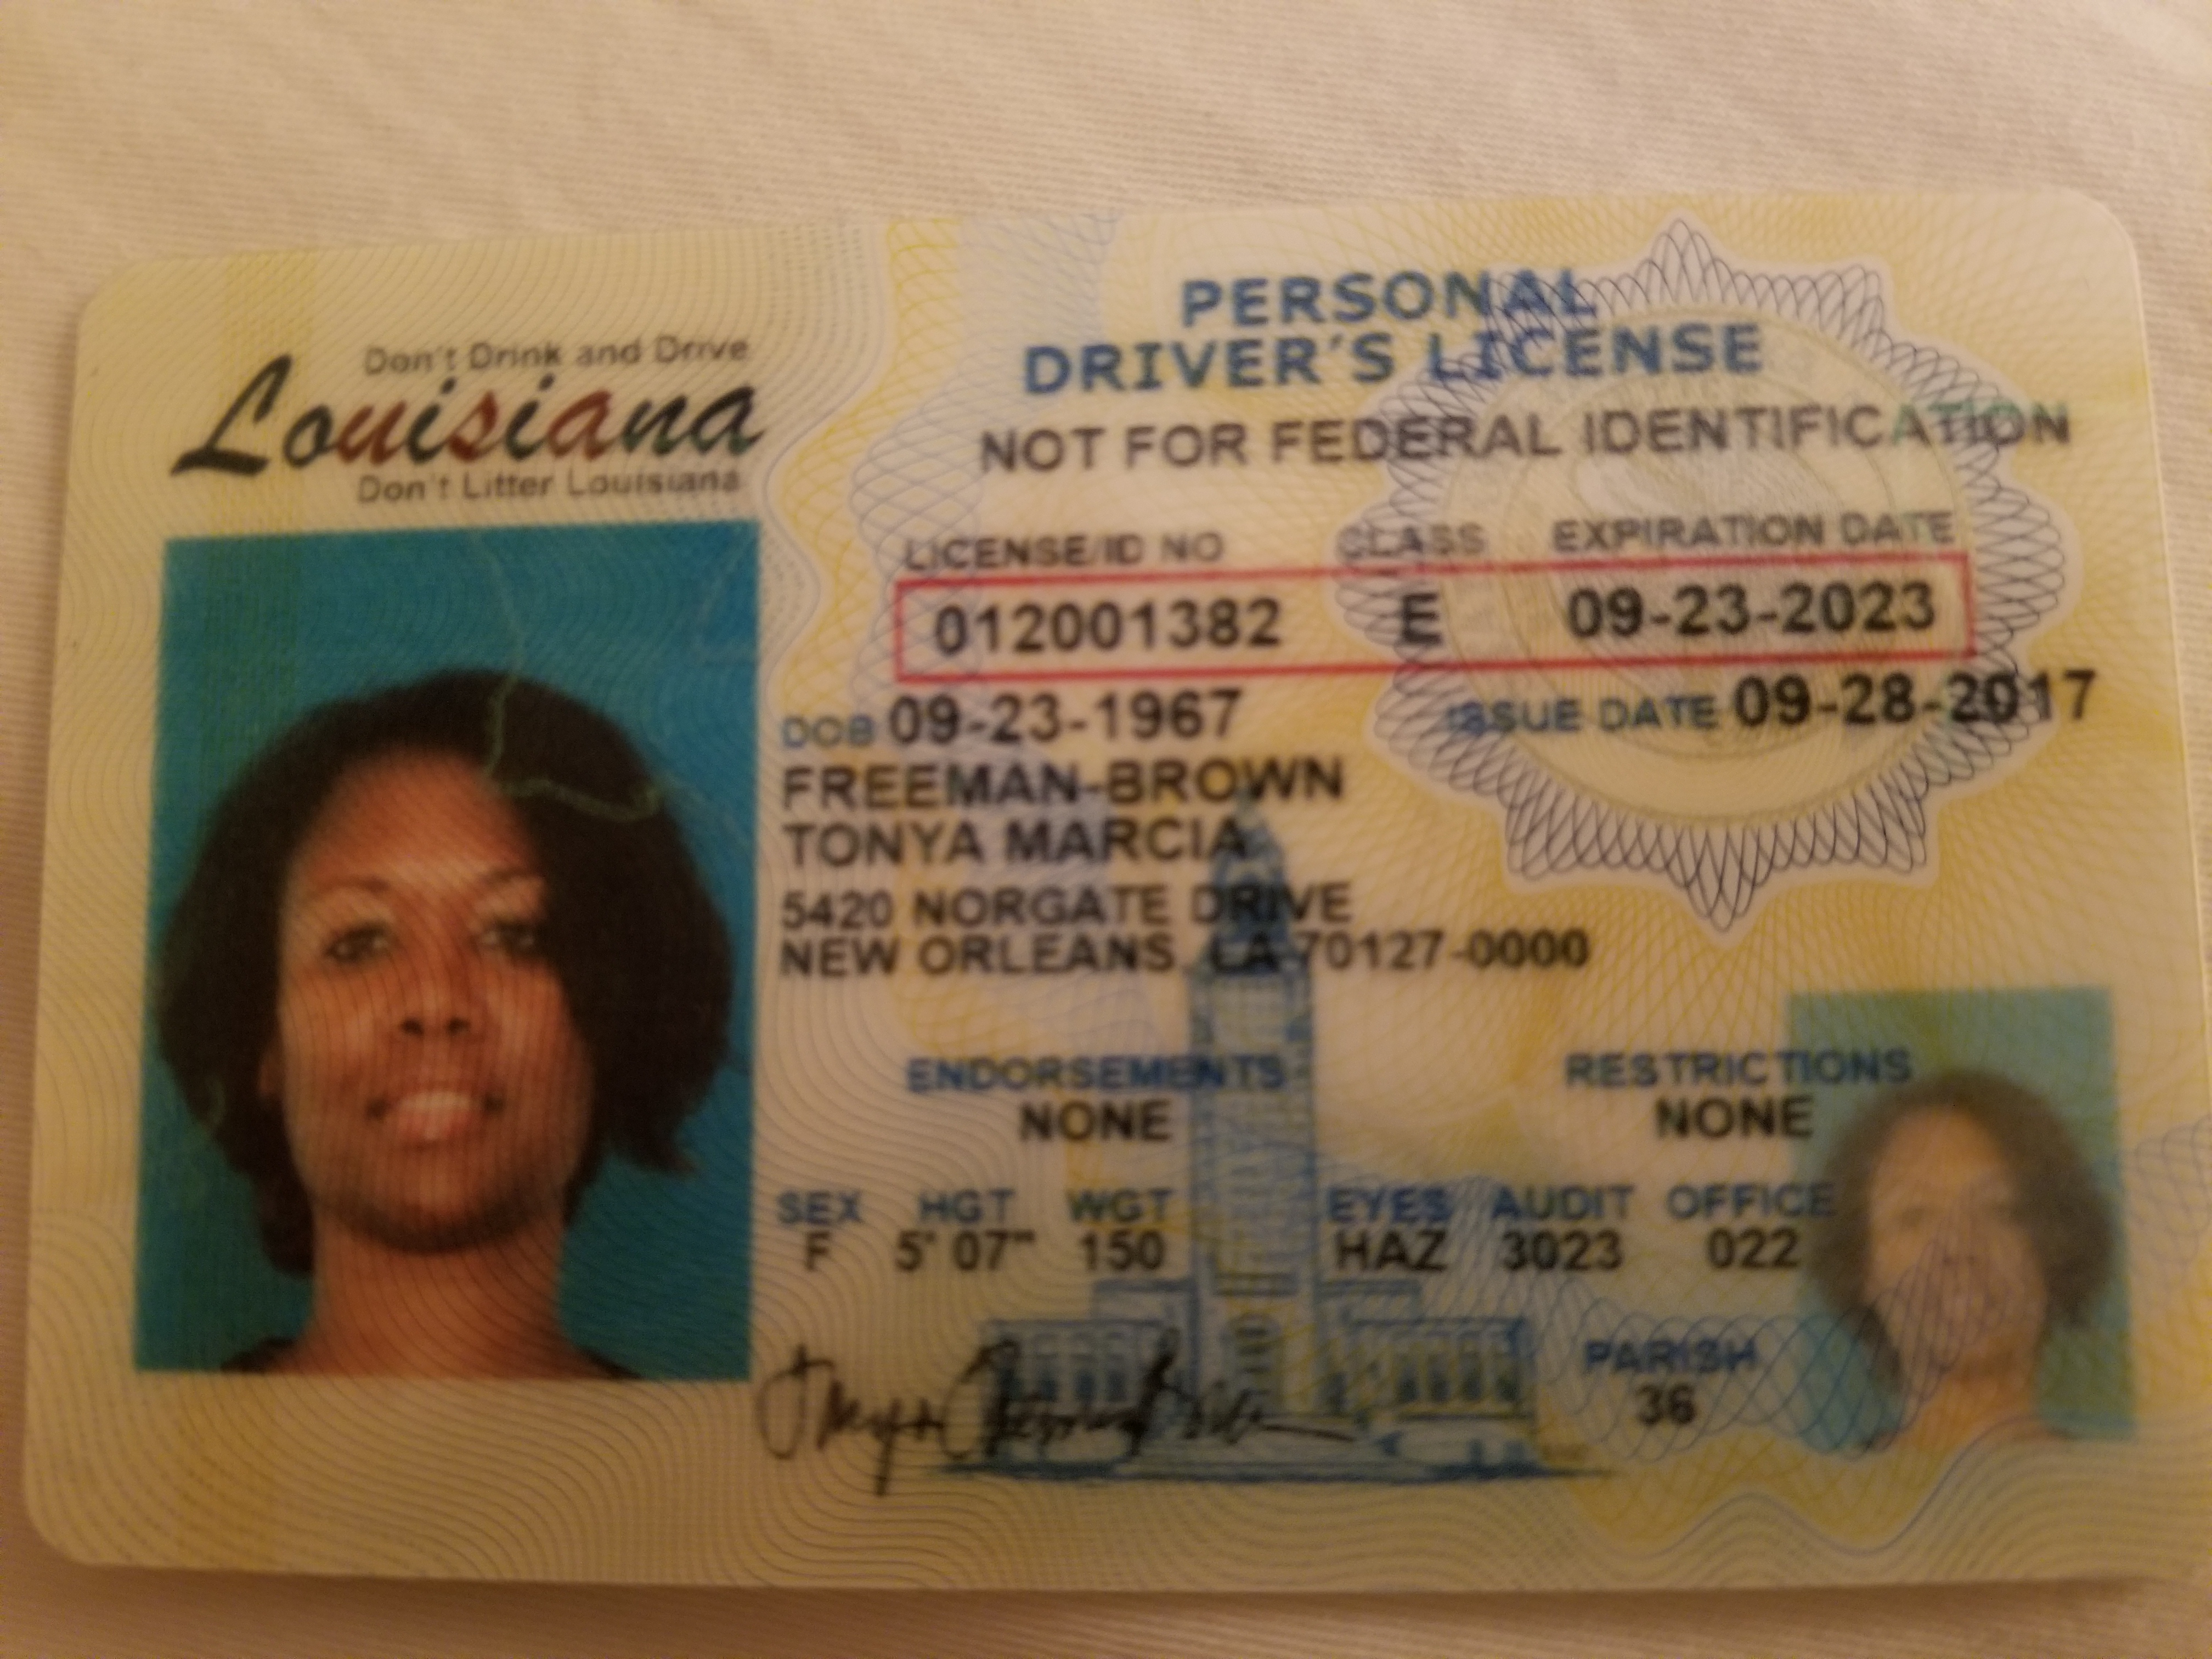 Don't Drink and Drive
Louisiana
Don't Litter Louisiana
PERSONAL
DRIVER'S LICENSE
NOT FOR FEDERAL IDENTIFICATION
LICENSE/ID NO CLASS EXPIRATION DATE
012001382 E 09-23-2023
DOB 09-23-1967 ISSUE DATE 09-28-2017
FREEMAN-BROWN
TONYA MARCIA
5420 NORGATE DRIVE
NEW ORLEANS, LA 70127-0000
ENDORSEMENTS RESTRICTIONS
NONE NONE
SEX HGT WGT EYES AUDIT OFFICE
F 5' 07" 150 HAZ 3023 022
PARISH
36